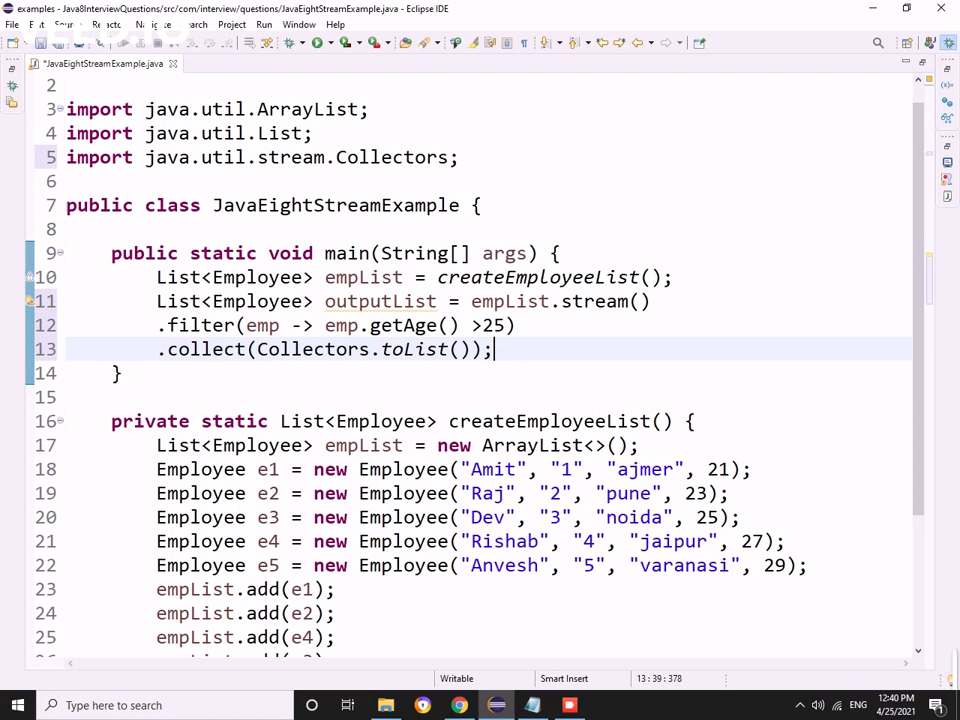 examples - Java8InterviewQuestions/src/com/interview/questions/JavaEightStreamExample.java - Eclipse IDE
File Search Project Run Window Help
*JavaEightStreamExample.java
2
3 import java.util.ArrayList;
4 import java.util.List;
5 import java.util.stream.Collectors;
6
7 public class JavaEightStreamExample {
8
9 public static void main(String[] args) {
10 List<Employee> empList = createEmployeeList();
11 List<Employee> outputList = empList.stream()
12 .filter(emp -> emp.getAge() >25)
13 .collect(Collectors.toList());
14 }
15
16 private static List<Employee> createEmployeeList() {
17 List<Employee> empList = new ArrayList<>();
18 Employee e1 = new Employee("Amit", "1", "ajmer", 21);
19 Employee e2 = new Employee("Raj", "2", "pune", 23);
20 Employee e3 = new Employee("Dev", "3", "noida", 25);
21 Employee e4 = new Employee("Rishab", "4", "jaipur", 27);
22 Employee e5 = new Employee("Anvesh", "5", "varanasi", 29);
23 empList.add(e1);
24 empList.add(e2);
25 empList.add(e4);
Writable Smart Insert 13 : 39 : 378
Type here to search
12:40 PM
4/25/2021
1